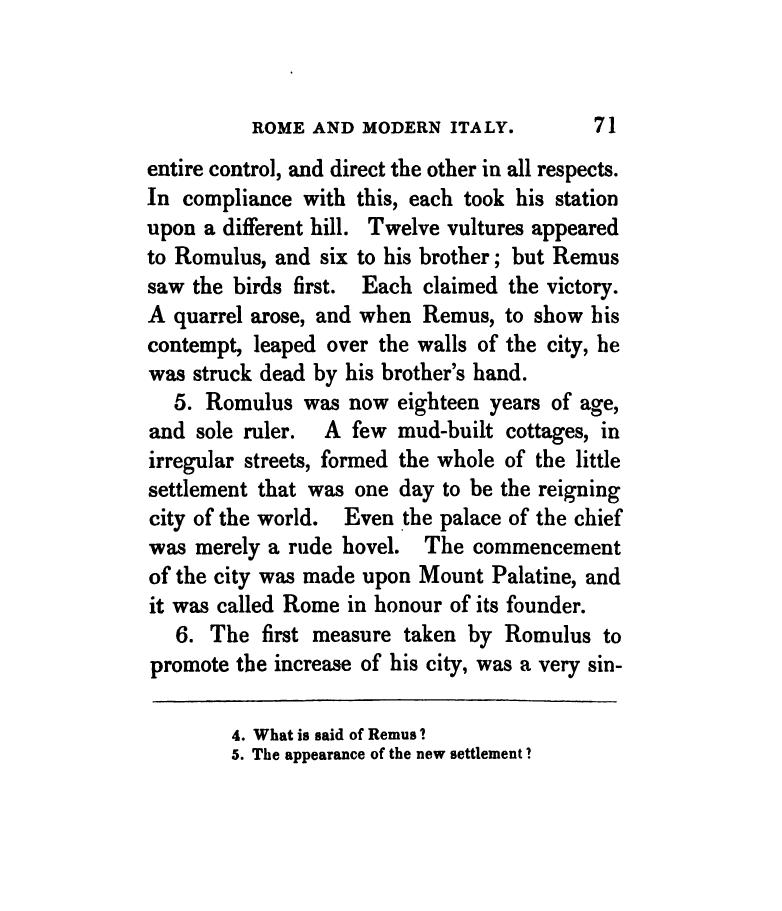 ROME AND MODERN ITALY. 71
entire control, and direct the other in all respects.
In compliance with this, each took his station
upon a different hill. Twelve vultures appeared
to Romulus, and six to his brother; but Remus
saw the birds first. Each claimed the victory.
A quarrel arose, and when Remus, to show his
contempt, leaped over the walls of the city, he
was struck dead by his brother's hand.
5. Romulus was now eighteen years of age,
and sole ruler. A few mud-built cottages, in
irregular streets, formed the whole of the little
settlement that was one day to be the reigning
city of the world. Even the palace of the chief
was merely a rude hovel. The commencement
of the city was made upon Mount Palatine, and
it was called Rome in honour of its founder.
6. The first measure taken by Romulus to
promote the increase of his city, was a very sin-
4. What is said of Remus?
5. The appearance of the new settlement?